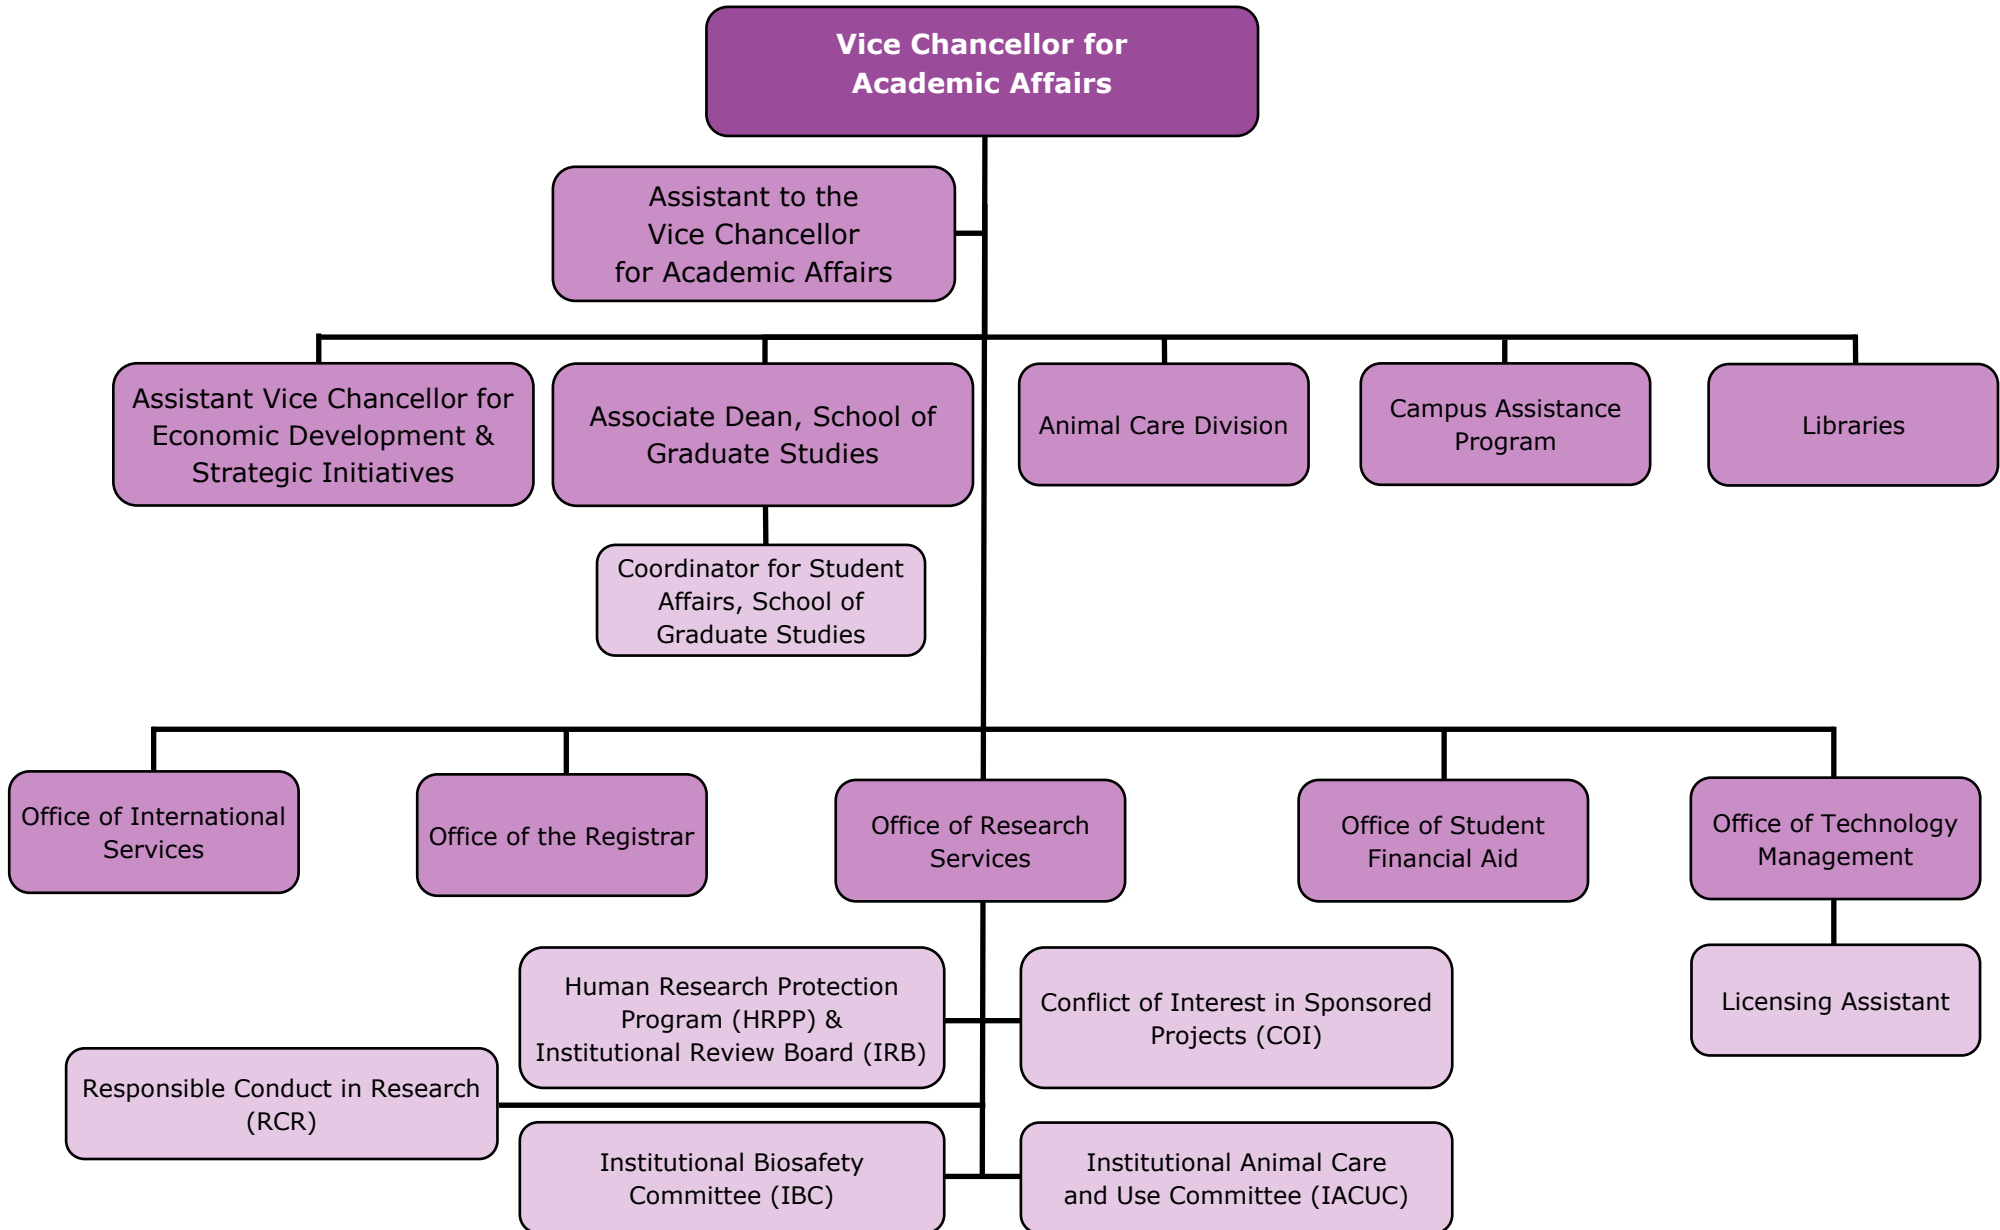 Vice Chancellor for
Academic Affairs
Assistant to the
Vice Chancellor
for Academic Affairs
Assistant Vice Chancellor for
Economic Development &
Strategic Initiatives
Associate Dean, School of
Graduate Studies
Animal Care Division
Campus Assistance
Program
Libraries
Coordinator for Student
Affairs, School of
Graduate Studies
Office of International
Services
Office of the Registrar
Office of Research
Services
Office of Student
Financial Aid
Office of Technology
Management
Human Research Protection
Program (HRPP) &
Institutional Review Board (IRB)
Conflict of Interest in Sponsored
Projects (COI)
Licensing Assistant
Responsible Conduct in Research
(RCR)
Institutional Biosafety
Committee (IBC)
Institutional Animal Care
and Use Committee (IACUC)